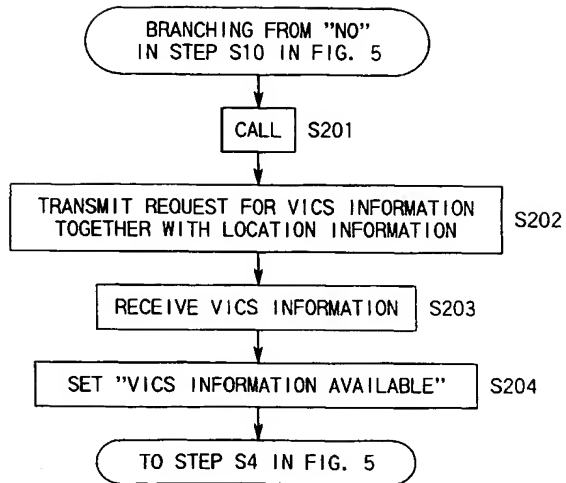 BRANCHING FROM "NO"
IN STEP S10 IN FIG. 5
CALL S201
TRANSMIT REQUEST FOR VICS INFORMATION
TOGETHER WITH LOCATION INFORMATION
S202
RECEIVE VICS INFORMATION S203
SET "VICS INFORMATION AVAILABLE" S204
TO STEP S4 IN FIG. 5